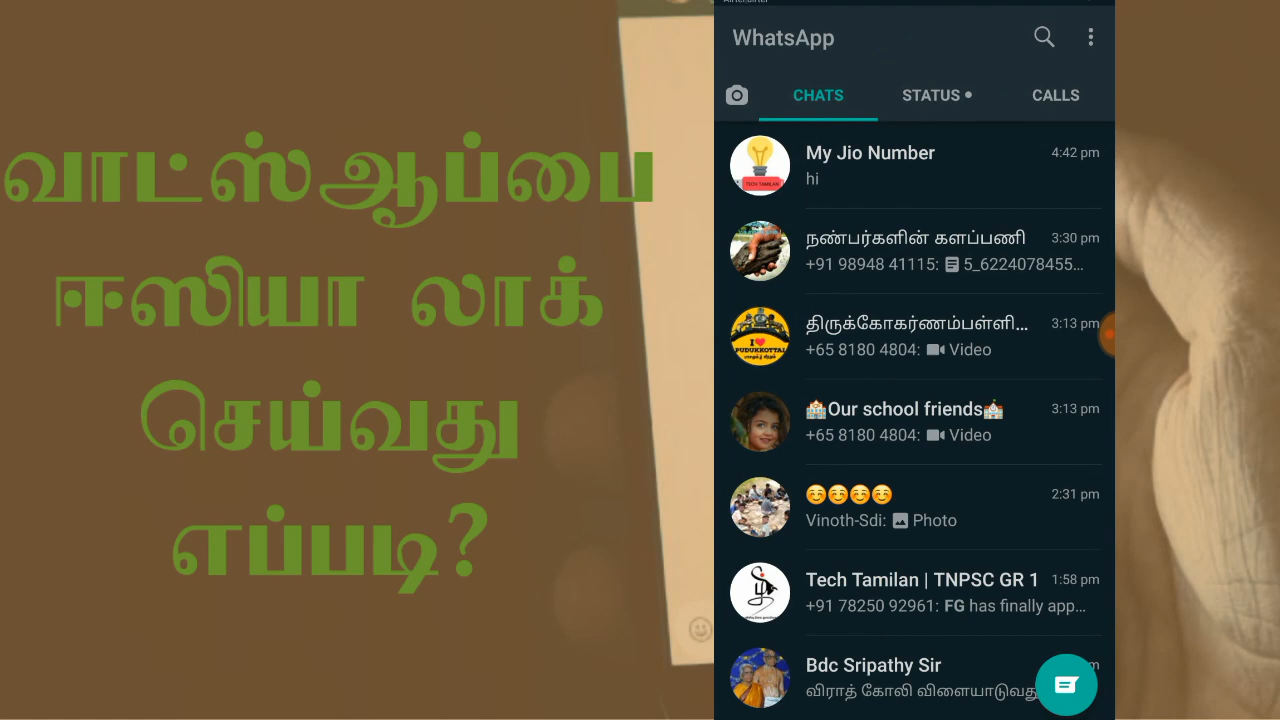 வாட்ஸ்ஆப்பை
ஈஸியா லாக்
செய்வது
எப்படி?
WhatsApp
CHATS STATUS CALLS
My Jio Number 4:42 pm
hi
TECH TAMILAN
நண்பர்களின் களப்பணி 3:30 pm
+91 98948 41115: 5_6224078455...
திருக்கோகர்ணம்பள்ளி... 3:13 pm
+65 8180 4804: Video
I ❤ PUDUKKOTTAI
🏫Our school friends🏫 3:13 pm
+65 8180 4804: Video
☺️☺️☺️☺️ 2:31 pm
Vinoth-Sdi: Photo
Tech Tamilan | TNPSC GR 1 1:58 pm
+91 78250 92961: FG has finally app...
Bdc Sripathy Sir
விராத் கோலி விளையாடுவது